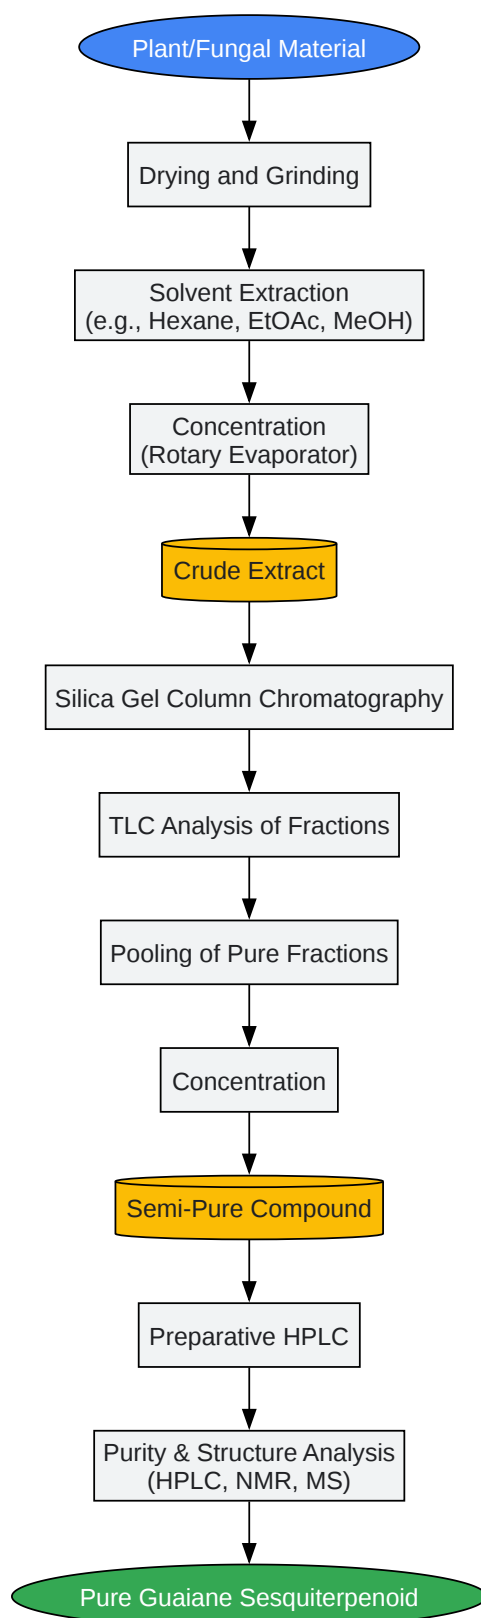 Plant/Fungal Material
Drying and Grinding
Solvent Extraction
(e.g., Hexane, EtOAc, MeOH)
Concentration
(Rotary Evaporator)
Crude Extract
Silica Gel Column Chromatography
TLC Analysis of Fractions
Pooling of Pure Fractions
Concentration
Semi-Pure Compound
Preparative HPLC
Purity & Structure Analysis
(HPLC, NMR, MS)
Pure Guaiane Sesquiterpenoid